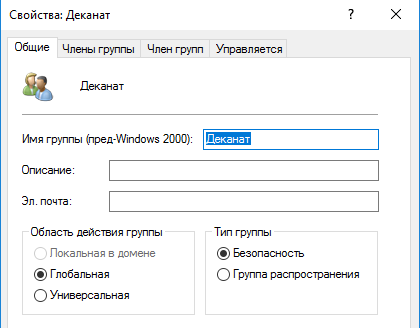 Свойства: Деканат ? ×
Общие Члены группы Член групп Управляется
Деканат
Имя группы (пред-Windows 2000): Деканат
Описание:
Эл. почта:
Область действия группы Тип группы
Локальная в домене Безопасность
Глобальная Группа распространения
Универсальная